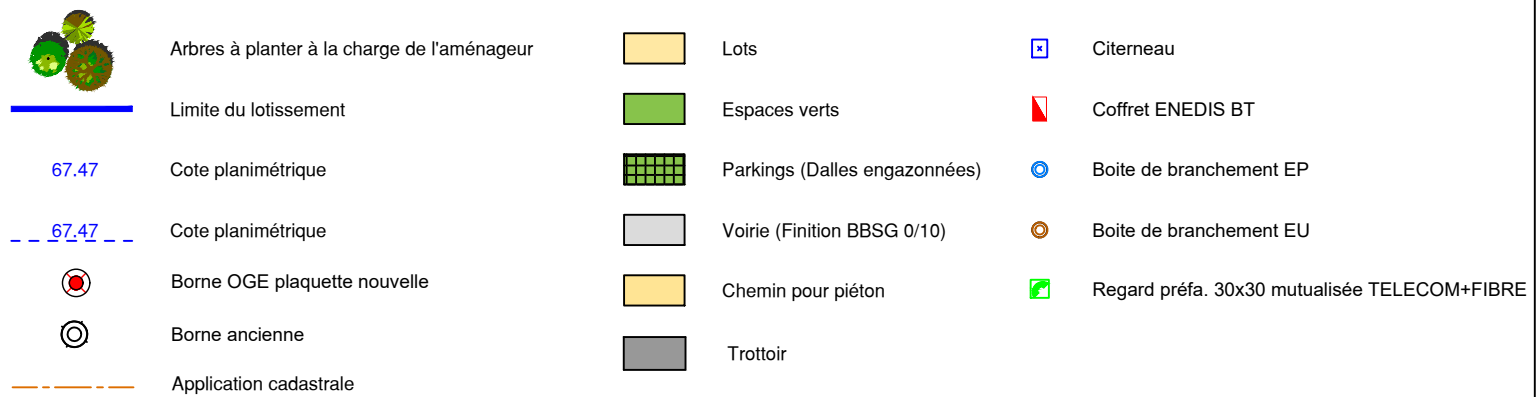 Arbres à planter à la charge de l'aménageur
Limite du lotissement
67.47
Cote planimétrique
67.47
Cote planimétrique
Borne OGE plaquette nouvelle
Borne ancienne
Application cadastrale
Lots
Espaces verts
Parkings (Dalles engazonnées)
Voirie (Finition BBSG 0/10)
Chemin pour piéton
Trottoir
Citerneau
Coffret ENEDIS BT
Boite de branchement EP
Boite de branchement EU
Regard préfa. 30x30 mutualisée TELECOM+FIBRE